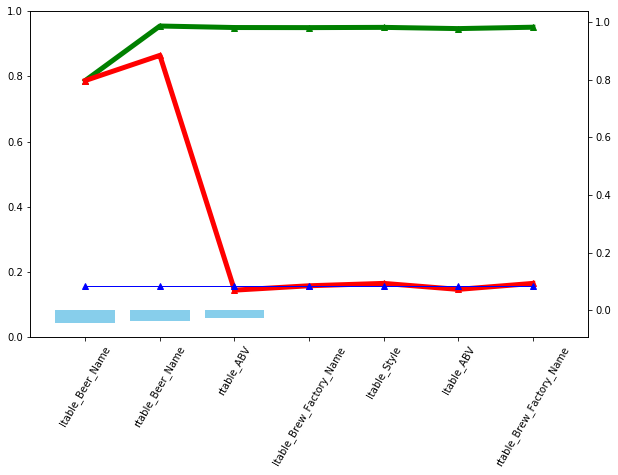 1.0
0.8
0.6
0.4
0.2
0.0
1.0
0.8
0.6
0.4
0.2
0.0
ltable_Beer_Name
rtable_Beer_Name
rtable_ABV
ltable_Brew_Factory_Name
ltable_Style
ltable_ABV
rtable_Brew_Factory_Name